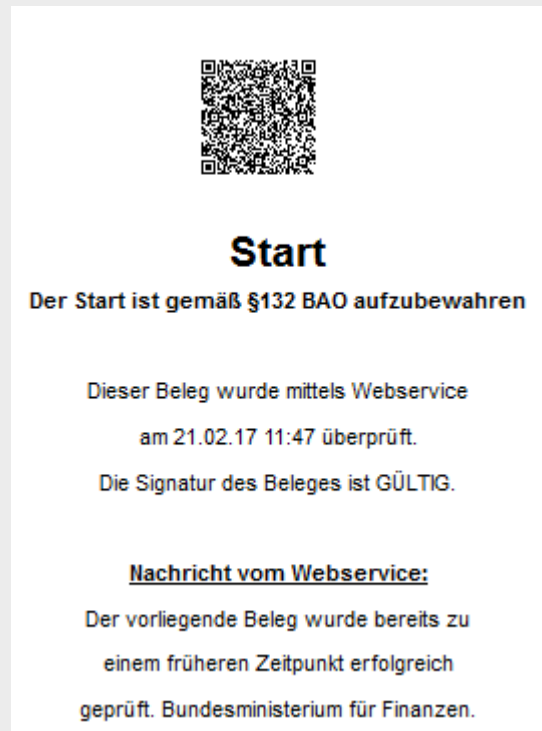 Start
Der Start ist gemäß §132 BAO aufzubewahren
Dieser Beleg wurde mittels Webservice
am 21.02.17 11:47 überprüft.
Die Signatur des Beleges ist GÜLTIG.
Nachricht vom Webservice:
Der vorliegende Beleg wurde bereits zu
einem früheren Zeitpunkt erfolgreich
geprüft. Bundesministerium für Finanzen.